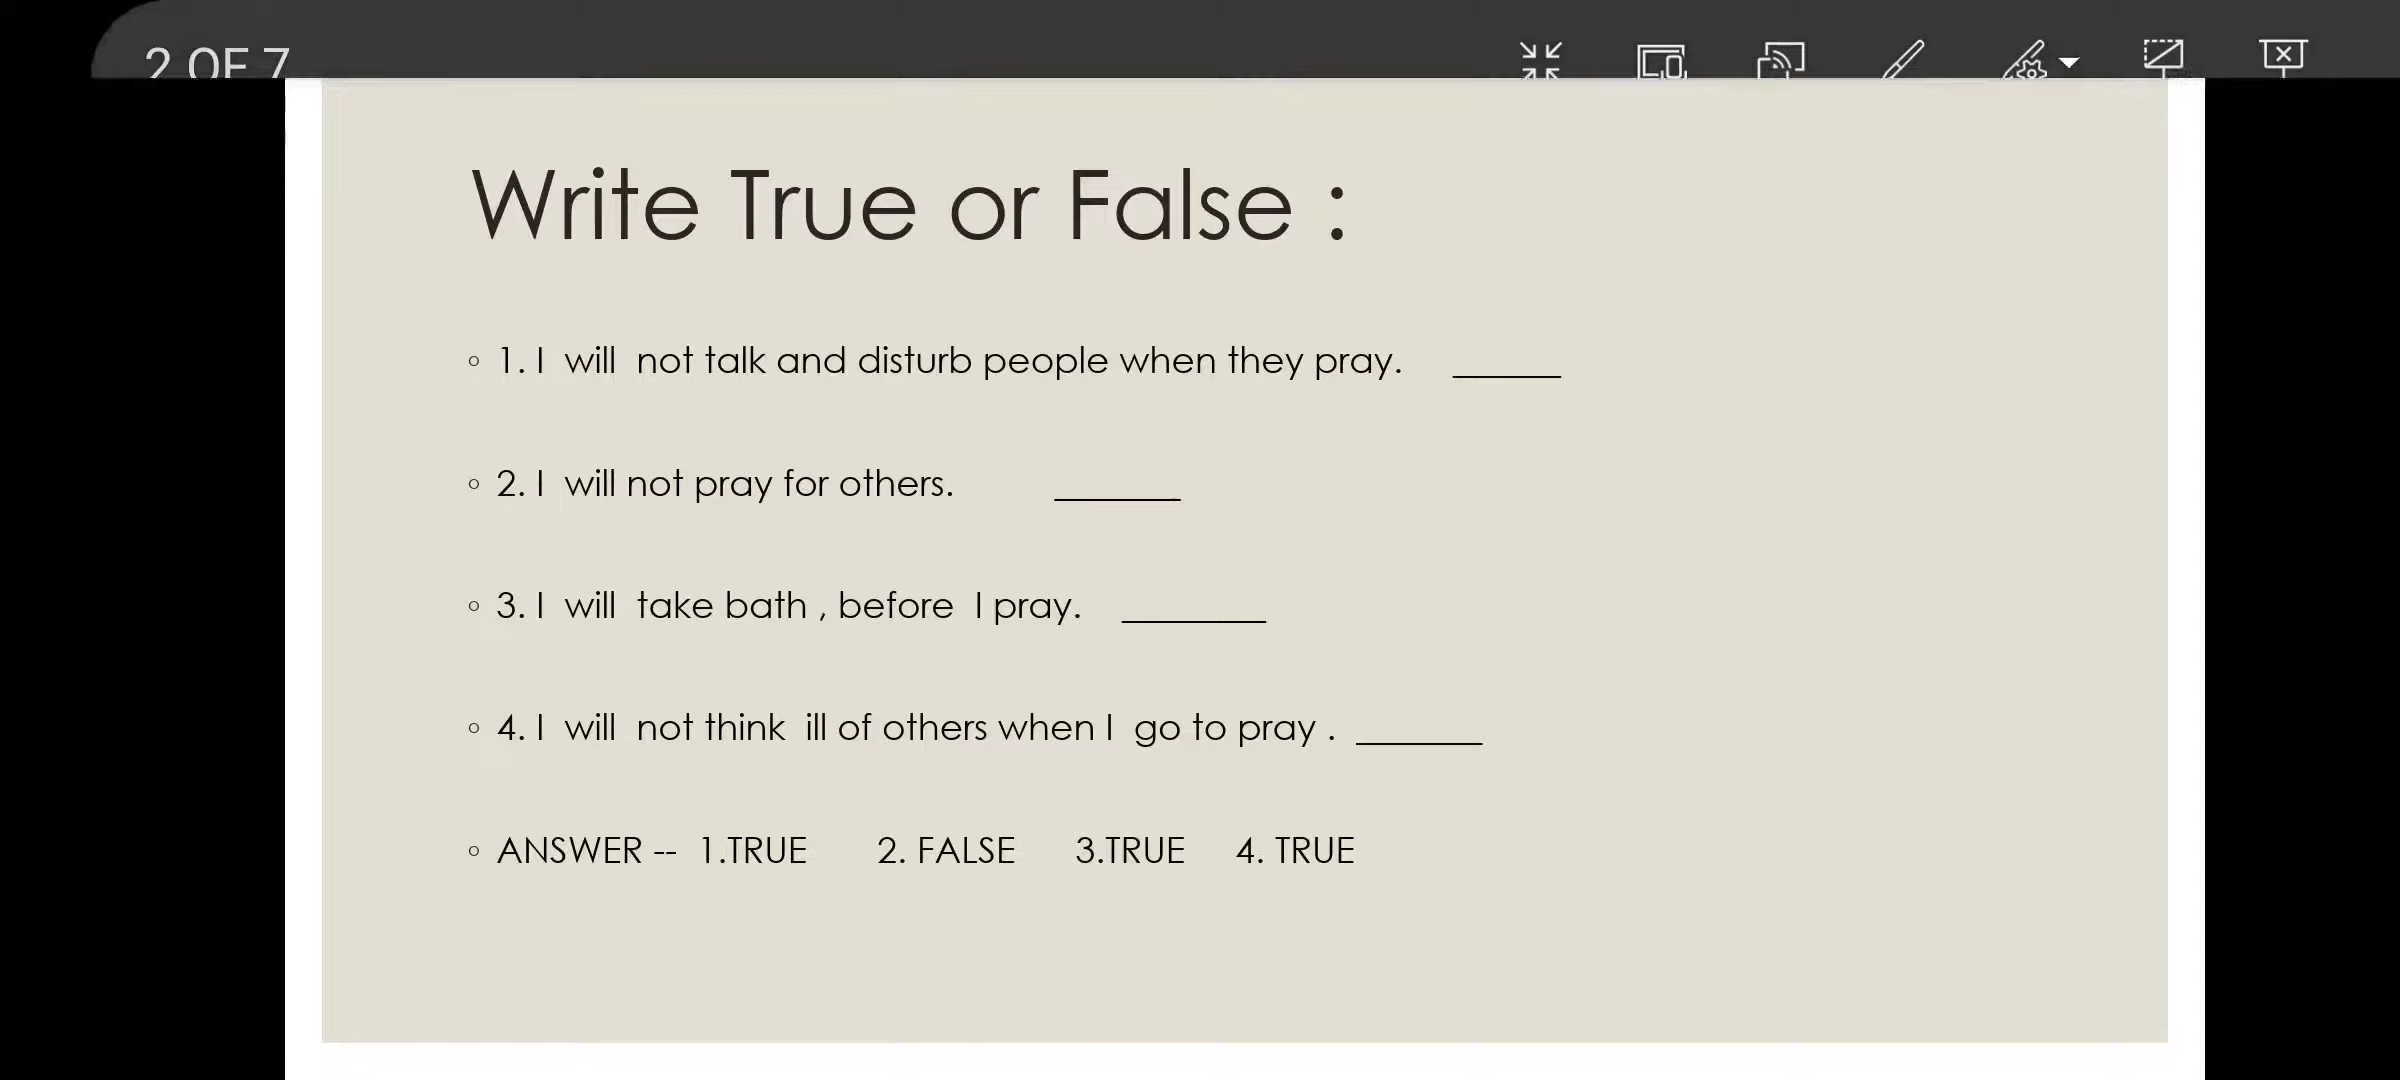 2 OF 7
Write True or False :
◦ 1. I will not talk and disturb people when they pray. ______
◦ 2. I will not pray for others. _______
◦ 3. I will take bath , before I pray. ________
◦ 4. I will not think ill of others when I go to pray . _______
◦ ANSWER -- 1.TRUE 2. FALSE 3.TRUE 4. TRUE